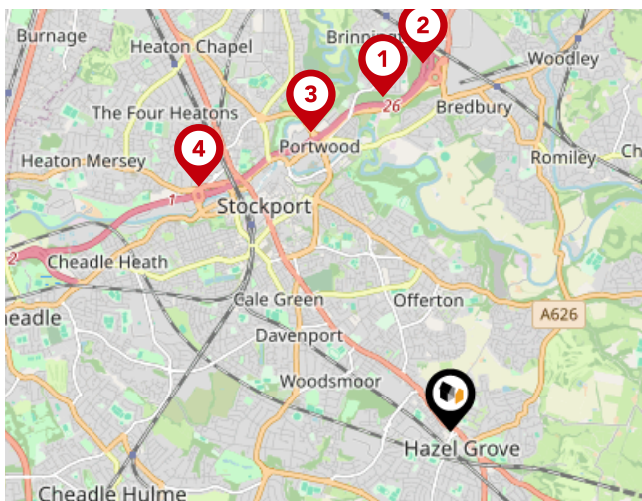 Burnage
Heaton Chapel
2
1
Woodley
3
26
Bredbury
The Four Heatons
Portwood
4
Heaton Mersey
Romiley
1
Stockport
2
Cheadle Heath
Cale Green
Offerton
A626
Davenport
Woodsmoor
Hazel Grove
Cheadle Hulme